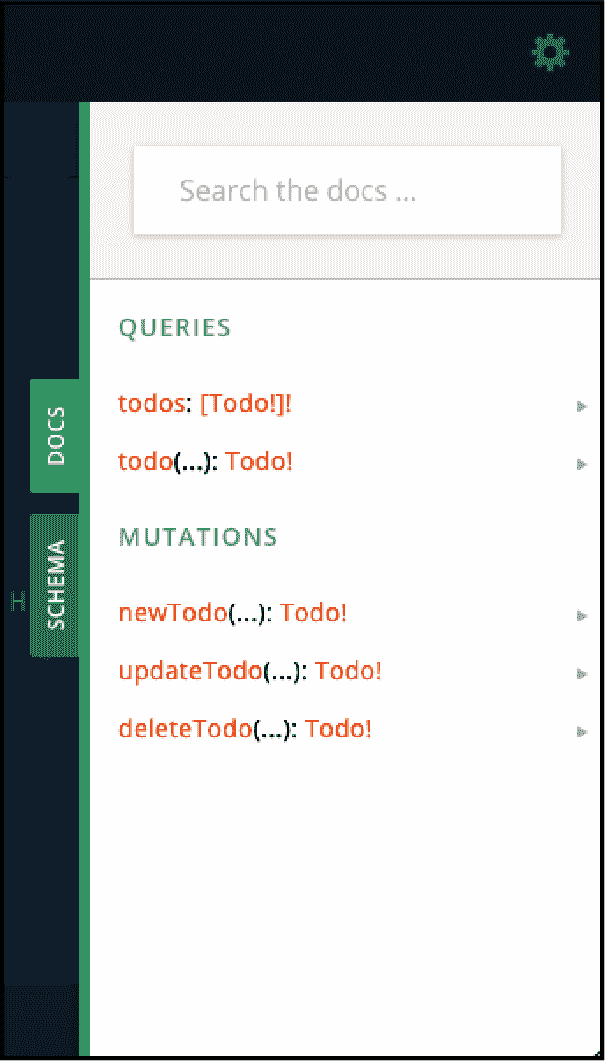 Search the docs ...
QUERIES
todos: [Todo!]!
todo(...): Todo!
MUTATIONS
newTodo(...): Todo!
updateTodo(...): Todo!
deleteTodo(...): Todo!
DOCS
SCHEMA